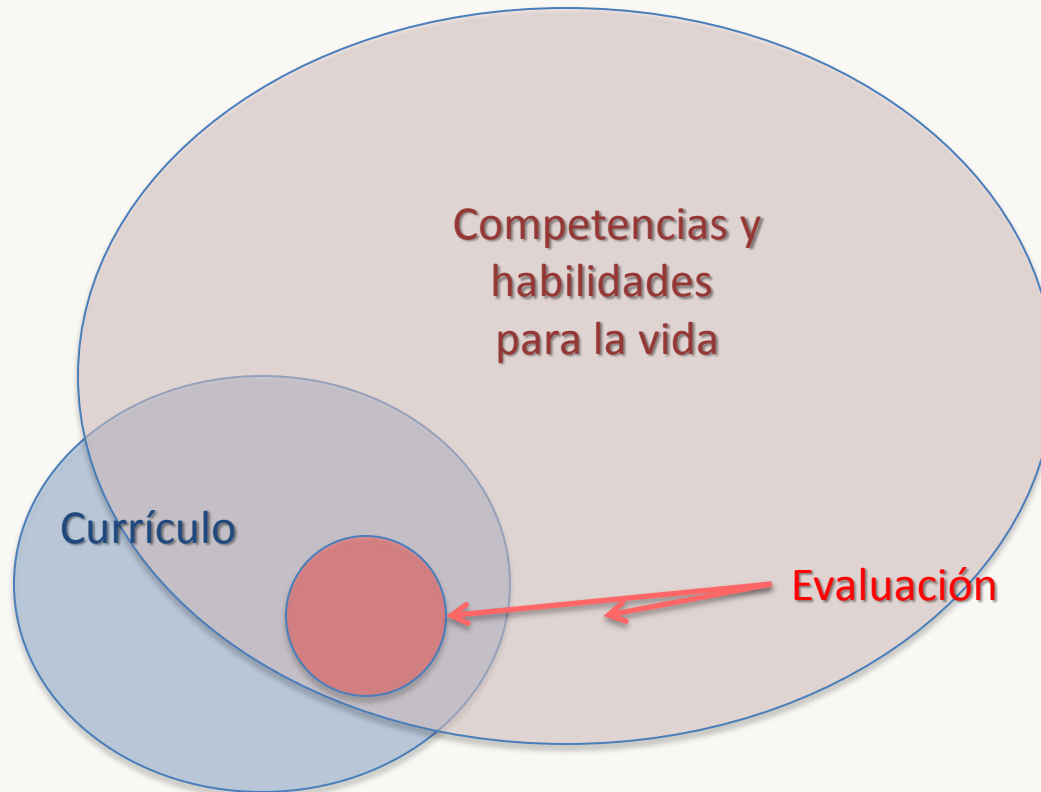 Competencias y
habilidades
para la vida
Currículo
Evaluación